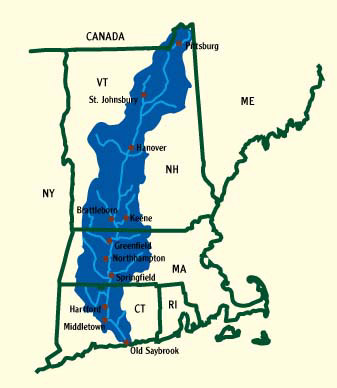 CANADA
Pittsburg
VT
St. Johnsbury
ME
Hanover
NH
NY
Brattleboro
Keene
Greenfield
Northhampton
MA
Springfield
Hartford
CT
RI
Middletown
Old Saybrook